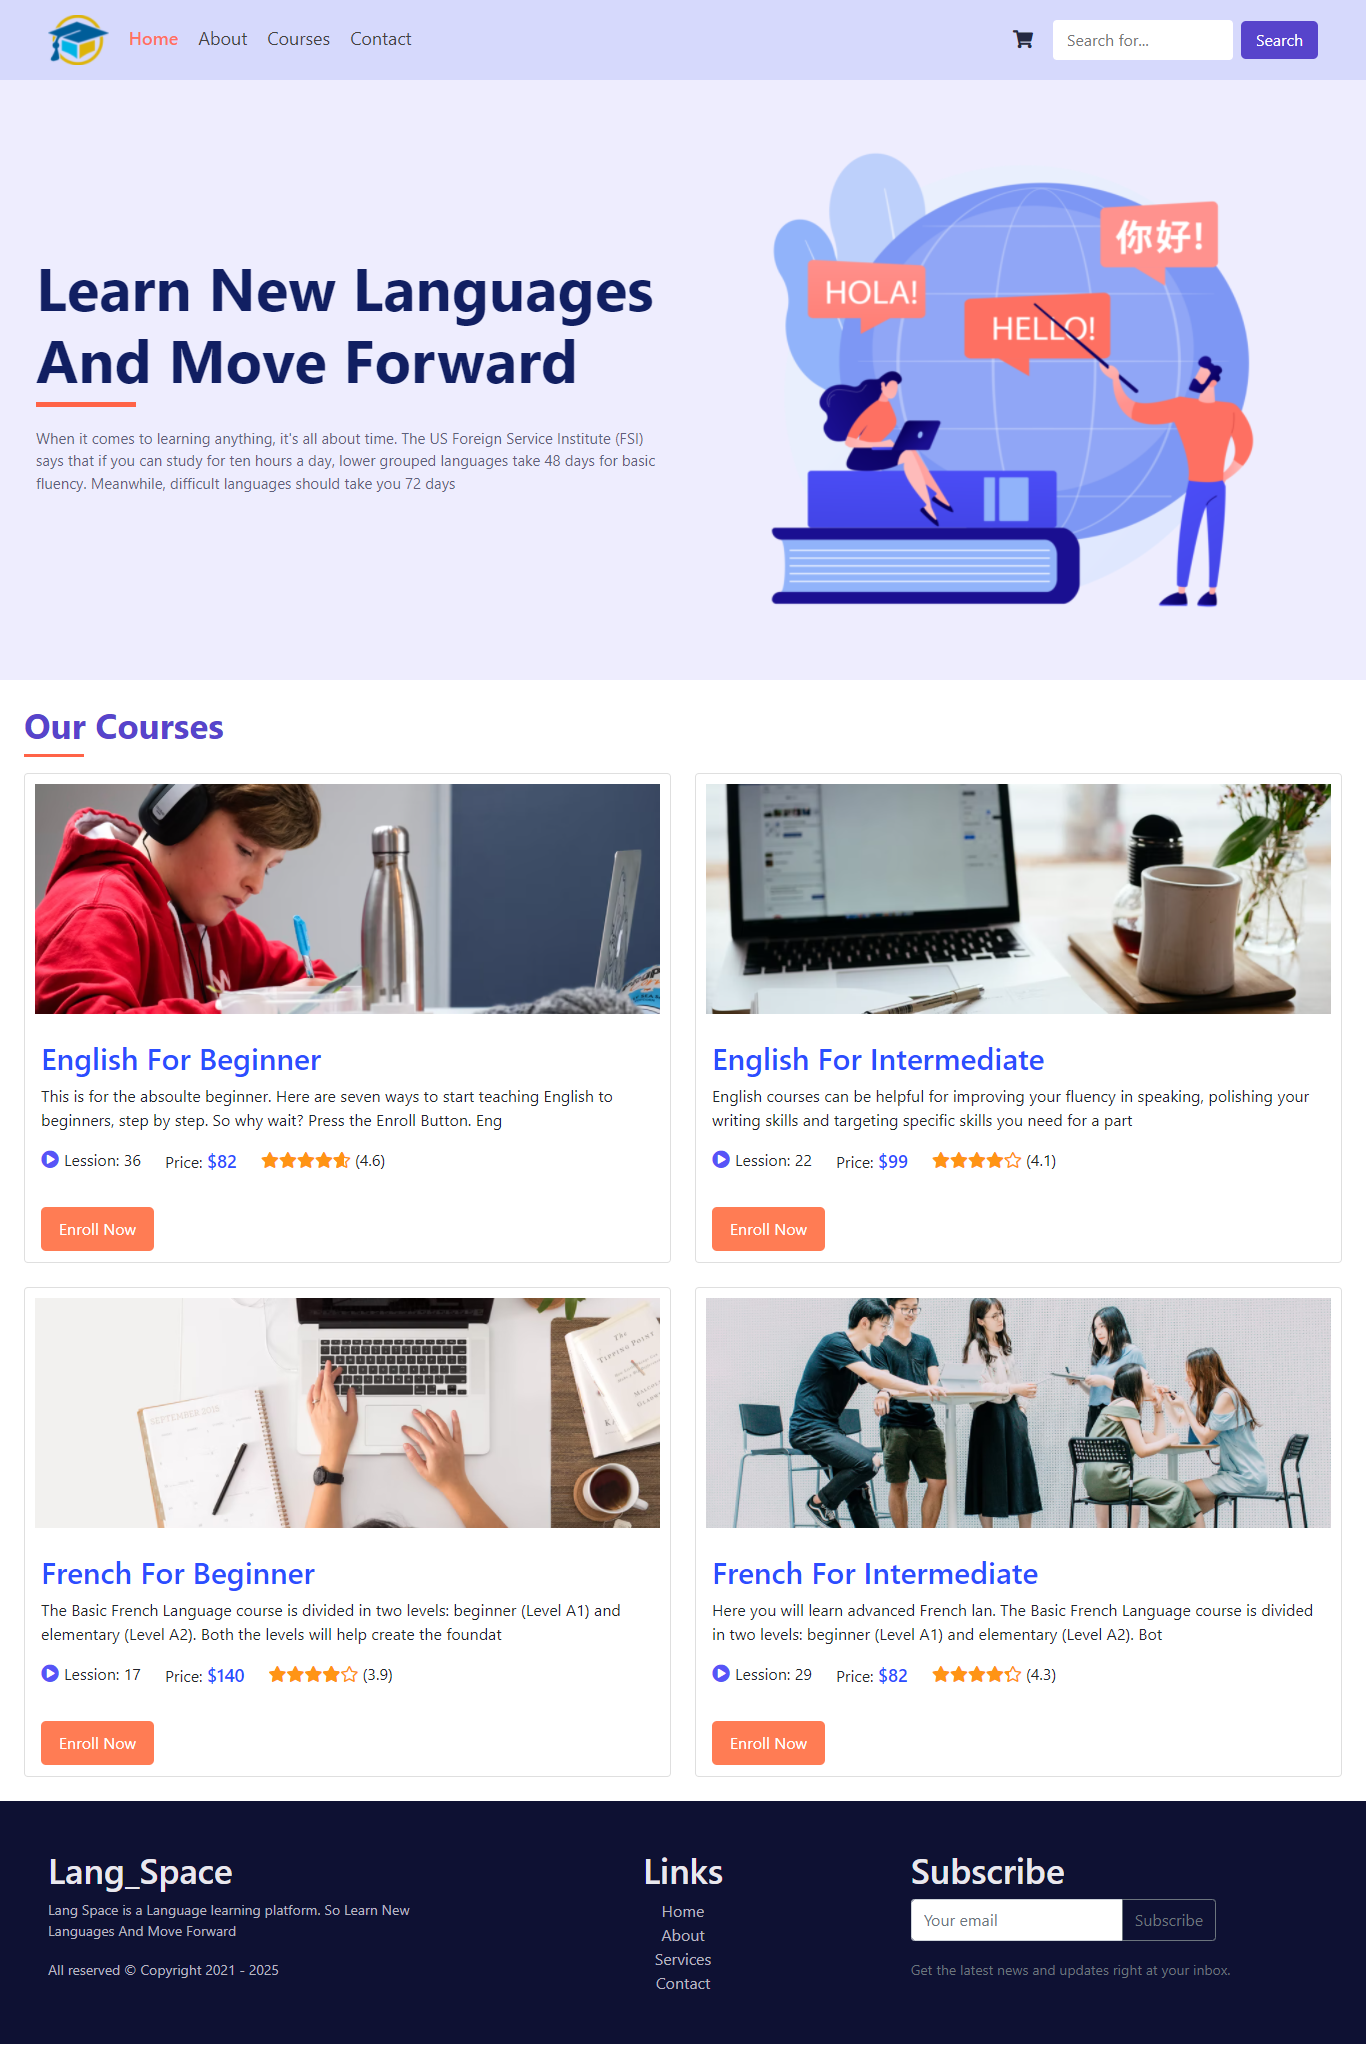 Home About Courses Contact
Search for...
Search
HOLA!
HELLO!
你好!
Learn New Languages
And Move Forward
When it comes to learning anything, it's all about time. The US Foreign Service Institute (FSI)
says that if you can study for ten hours a day, lower grouped languages take 48 days for basic
fluency. Meanwhile, difficult languages should take you 72 days
Our Courses
English For Beginner
This is for the absoulte beginner. Here are seven ways to start teaching English to
beginners, step by step. So why wait? Press the Enroll Button. Eng
Lession: 36 Price: $82 (4.6)
Enroll Now
English For Intermediate
English courses can be helpful for improving your fluency in speaking, polishing your
writing skills and targeting specific skills you need for a part
Lession: 22 Price: $99 (4.1)
Enroll Now
SEPTEMBER 2018
The
TIPPING POINT
French For Beginner
The Basic French Language course is divided in two levels: beginner (Level A1) and
elementary (Level A2). Both the levels will help create the foundat
Lession: 17 Price: $140 (3.9)
Enroll Now
French For Intermediate
Here you will learn advanced French lan. The Basic French Language course is divided
in two levels: beginner (Level A1) and elementary (Level A2). Bot
Lession: 29 Price: $82 (4.3)
Enroll Now
Lang_Space
Lang Space is a Language learning platform. So Learn New
Languages And Move Forward
All reserved © Copyright 2021 - 2025
Links
Home
About
Services
Contact
Subscribe
Your email
Subscribe
Get the latest news and updates right at your inbox.